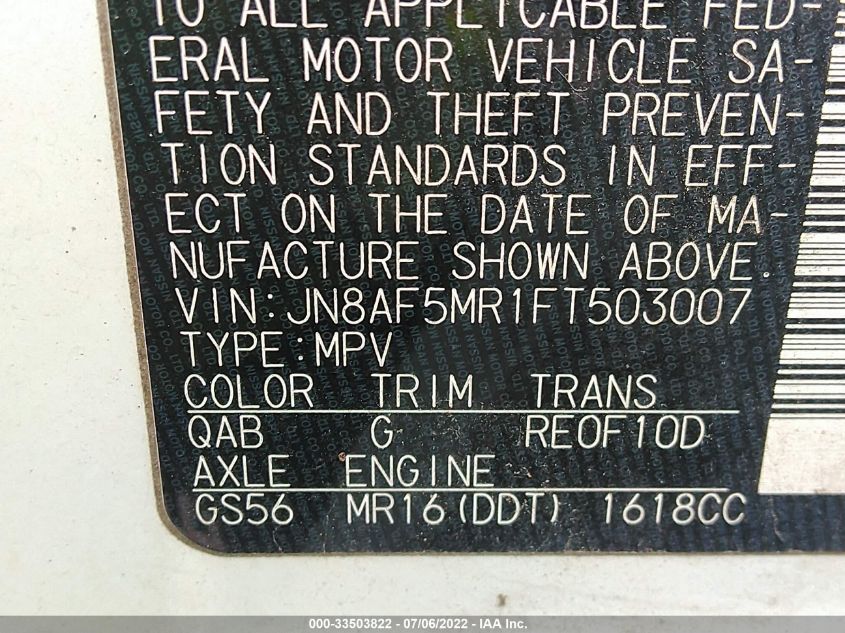 TO ALL APPLICABLE FED-
ERAL MOTOR VEHICLE SA-
FETY AND THEFT PREVEN-
TION STANDARDS IN EFF-
ECT ON THE DATE OF MA-
NUFACTURE SHOWN ABOVE.
VIN:JN8AF5MR1FT503007
TYPE:MPV
COLOR TRIM TRANS
QAB G RE0F10D
AXLE ENGINE
GS56 MR16(DDT) 1618CC
000-33503822 - 07/06/2022 - IAA Inc.